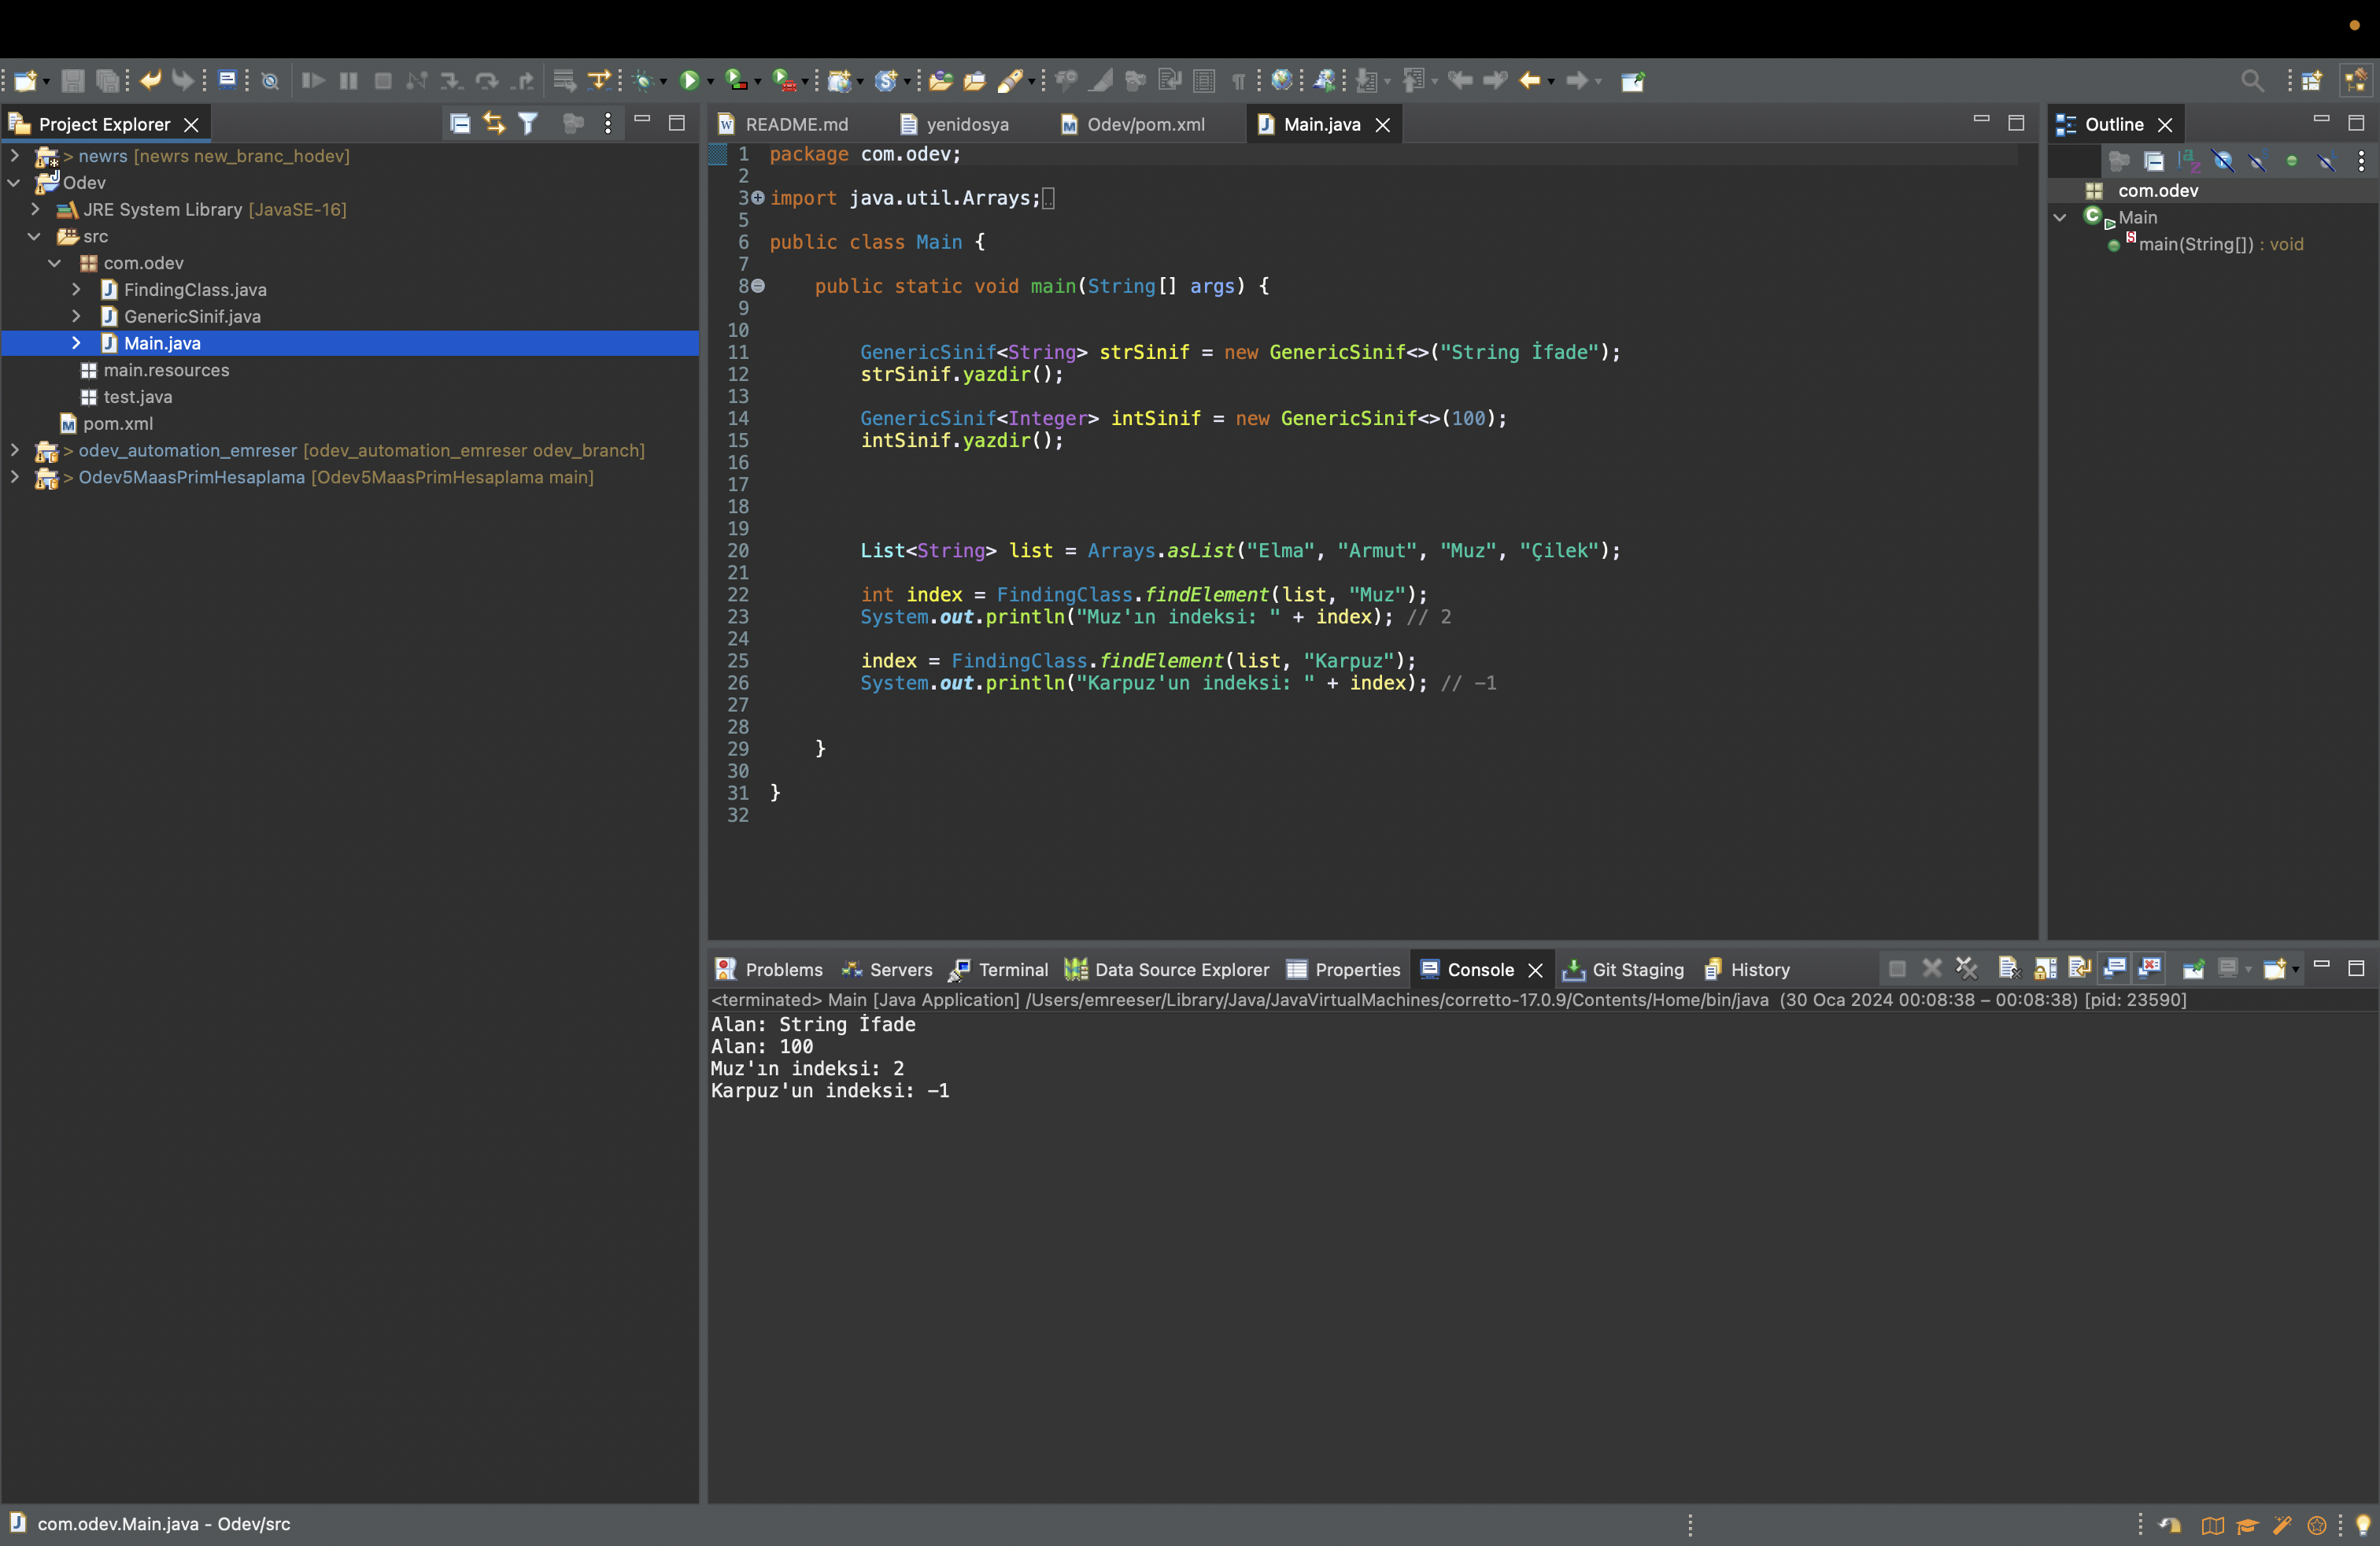 Project Explorer
> newrs [newrs new_branc_hodev]
Odev
JRE System Library [JavaSE-16]
src
com.odev
FindingClass.java
GenericSinif.java
Main.java
main.resources
test.java
pom.xml
> odev_automation_emreser [odev_automation_emreser odev_branch]
> Odev5MaasPrimHesaplama [Odev5MaasPrimHesaplama main]
README.md yenidosya Odev/pom.xml Main.java
1 package com.odev;
2
3 import java.util.Arrays;
5
6 public class Main {
7
8 public static void main(String[] args) {
9
10
11 GenericSinif<String> strSinif = new GenericSinif<>("String İfade");
12 strSinif.yazdir();
13
14 GenericSinif<Integer> intSinif = new GenericSinif<>(100);
15 intSinif.yazdir();
16
17
18
19
20 List<String> list = Arrays.asList("Elma", "Armut", "Muz", "Çilek");
21
22 int index = FindingClass.findElement(list, "Muz");
23 System.out.println("Muz'ın indeksi: " + index); // 2
24
25 index = FindingClass.findElement(list, "Karpuz");
26 System.out.println("Karpuz'un indeksi: " + index); // -1
27
28
29 }
30
31 }
32
Outline
com.odev
Main
main(String[]) : void
Problems Servers Terminal Data Source Explorer Properties Console Git Staging History
<terminated> Main [Java Application] /Users/emreeser/Library/Java/JavaVirtualMachines/corretto-17.0.9/Contents/Home/bin/java (30 Oca 2024 00:08:38 – 00:08:38) [pid: 23590]
Alan: String İfade
Alan: 100
Muz'ın indeksi: 2
Karpuz'un indeksi: -1
com.odev.Main.java - Odev/src